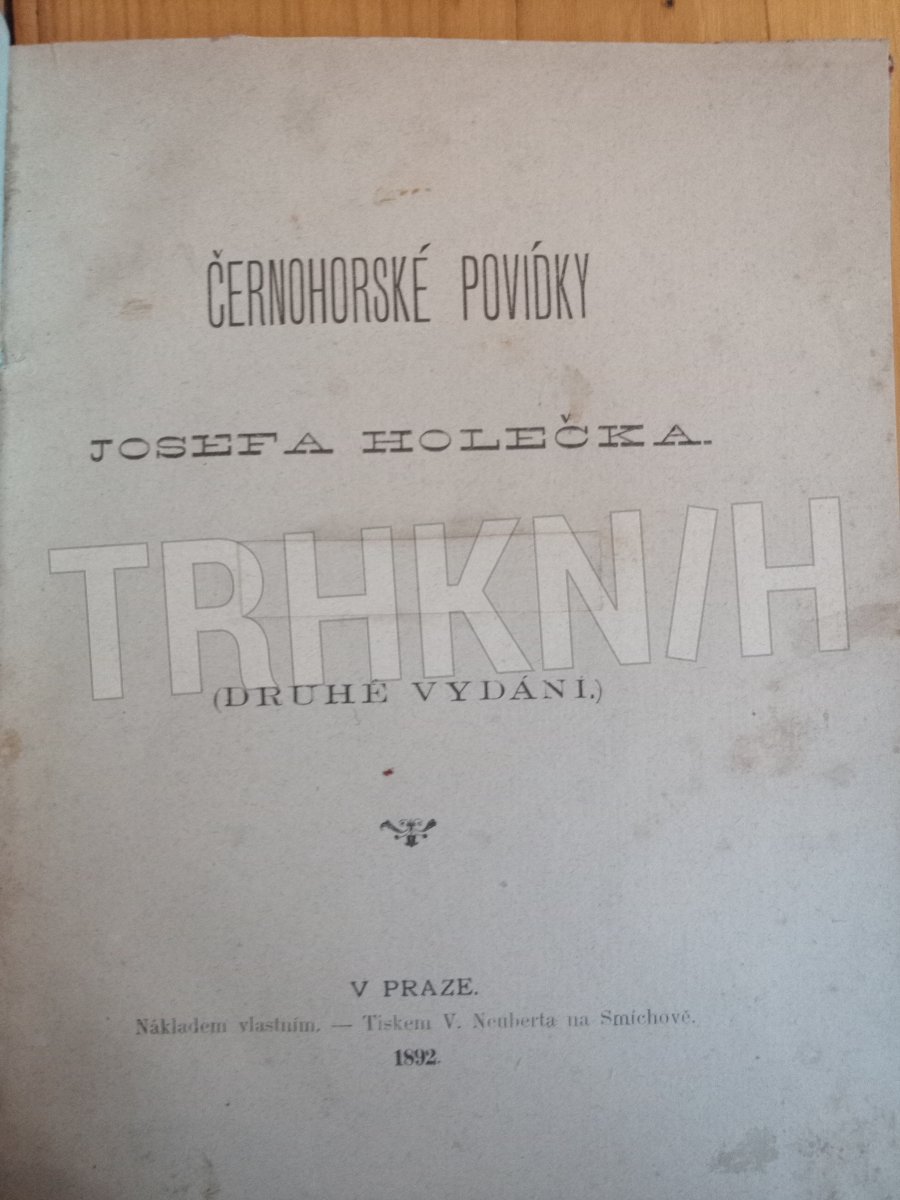 ČERNOHORSKÉ POVÍDKY
JOSEFA HOLEČKA.
TRHKNIH
(DRUHÉ VYDÁNÍ.)
V PRAZE.
Nákladem vlastním. — Tiskem V. Neuberta na Smíchově.
1892.